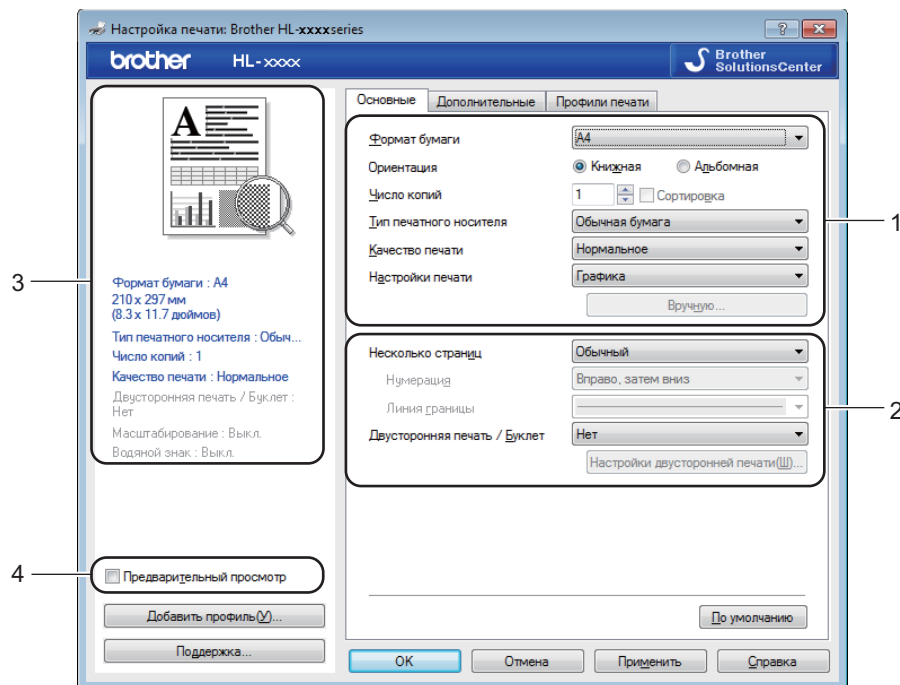 Настройка печати: Brother HL-xxxxseries
brother HL-xxxx
Brother
SolutionsCenter
Основные Дополнительные Профили печати
A
Формат бумаги A4
Ориентация Книжная Альбомная
Число копий 1 Сортировка
Тип печатного носителя Обычная бумага
Качество печати Нормальное
Настройки печати Графика
Вручную...
1
3
Формат бумаги : A4
210 x 297 мм
(8.3 x 11.7 дюймов)
Тип печатного носителя : Обыч...
Число копий : 1
Качество печати : Нормальное
Двусторонняя печать / Буклет :
Нет
Масштабирование : Выкл.
Водяной знак : Выкл.
Несколько страниц Обычный
Нумерация Вправо, затем вниз
Линия границы
Двусторонняя печать / Буклет Нет
Настройки двусторонней печати(Ш)...
2
4
Предварительный просмотр
Добавить профиль(У)...
Поддержка...
По умолчанию
OK Отмена Применить Справка